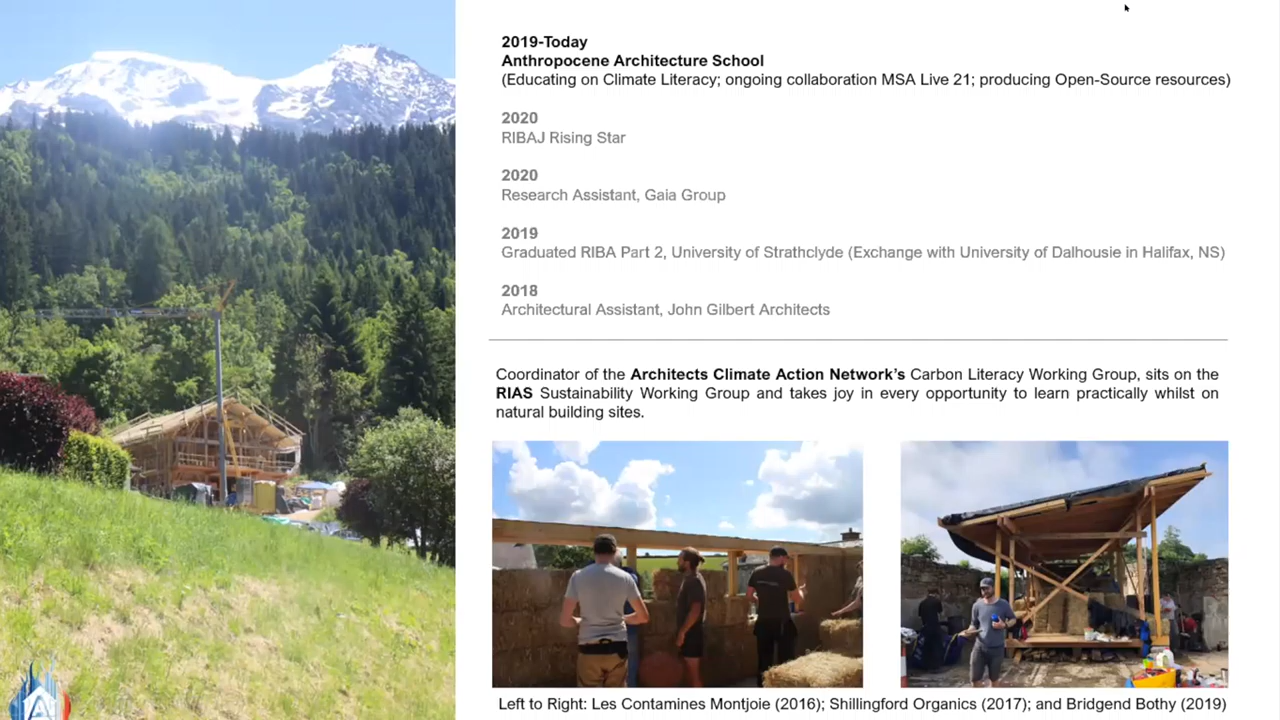 2019-Today
Anthropocene Architecture School
(Educating on Climate Literacy; ongoing collaboration MSA Live 21; producing Open-Source resources)
2020
RIBAJ Rising Star
2020
Research Assistant, Gaia Group
2019
Graduated RIBA Part 2, University of Strathclyde (Exchange with University of Dalhousie in Halifax, NS)
2018
Architectural Assistant, John Gilbert Architects
Coordinator of the Architects Climate Action Network's Carbon Literacy Working Group, sits on the
RIAS Sustainability Working Group and takes joy in every opportunity to learn practically whilst on
natural building sites.
Left to Right: Les Contamines Montjoie (2016); Shillingford Organics (2017); and Bridgend Bothy (2019)